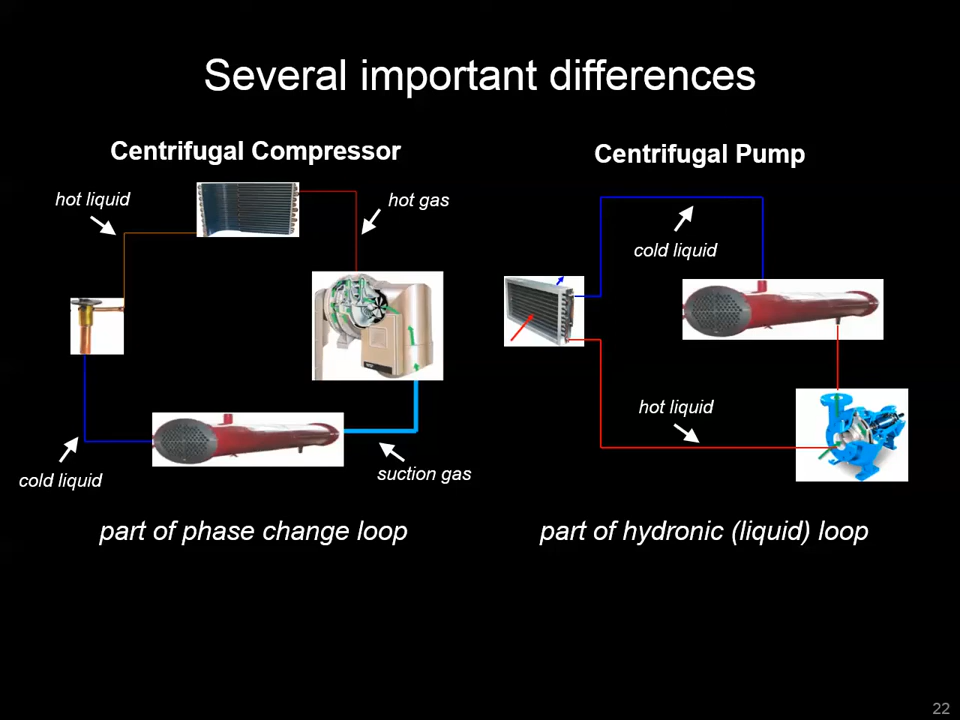 Several important differences
Centrifugal Compressor
hot liquid
hot gas
cold liquid
suction gas
part of phase change loop
Centrifugal Pump
cold liquid
hot liquid
part of hydronic (liquid) loop
22